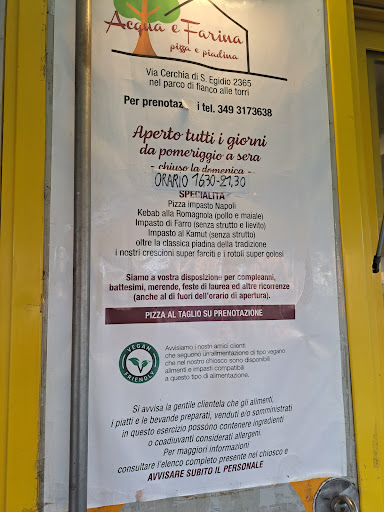 Acqua e Farina
pizza e piadina
Via Cerchia di S. Egidio 2365
nel parco di fianco alle torri
Per prenotaz i tel. 349 3173638
Aperto tutti i giorni
da pomeriggio a sera
- chiuso la domenica -
ORARIO 1630-21,30
SPECIALITÀ
Pizza impasto Napoli
Kebab alla Romagnola (pollo e maiale)
Impasto di Farro (senza strutto e lievito)
Impasto al Kamut (senza strutto)
oltre la classica piadina della tradizione
i nostri crescioni super farciti e i rotoli super golosi
Siamo a vostra disposizione per compleanni,
battesimi, merende, feste di laurea ed altre ricorrenze
(anche al di fuori dell'orario di apertura).
PIZZA AL TAGLIO SU PRENOTAZIONE
VEGAN
FRIENDLY
Avvisiamo i nostri amici clienti
che seguono un'alimentazione di tipo vegano
che nel nostro chiosco sono disponibili
alimenti e impasti compatibili
a questo tipo di alimentazione.
Si avvisa la gentile clientela che gli alimenti,
i piatti e le bevande preparati, venduti e/o somministrati
in questo esercizio possono contenere ingredienti
o coadiuvanti considerati allergeni.
Per maggiori informazioni
consultare l'elenco completo presente nel chiosco e
AVVISARE SUBITO IL PERSONALE